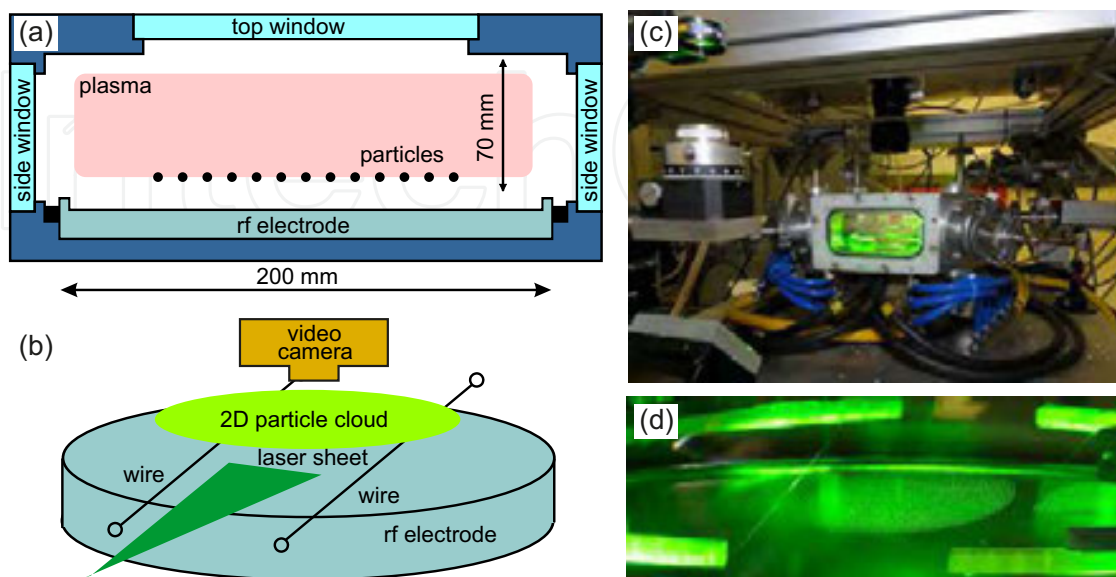 (a)
top window
plasma
side window
70 mm
side window
particles
rf electrode
200 mm
(b)
video
camera
2D particle cloud
laser sheet
wire
wire
rf electrode
(c)
(d)